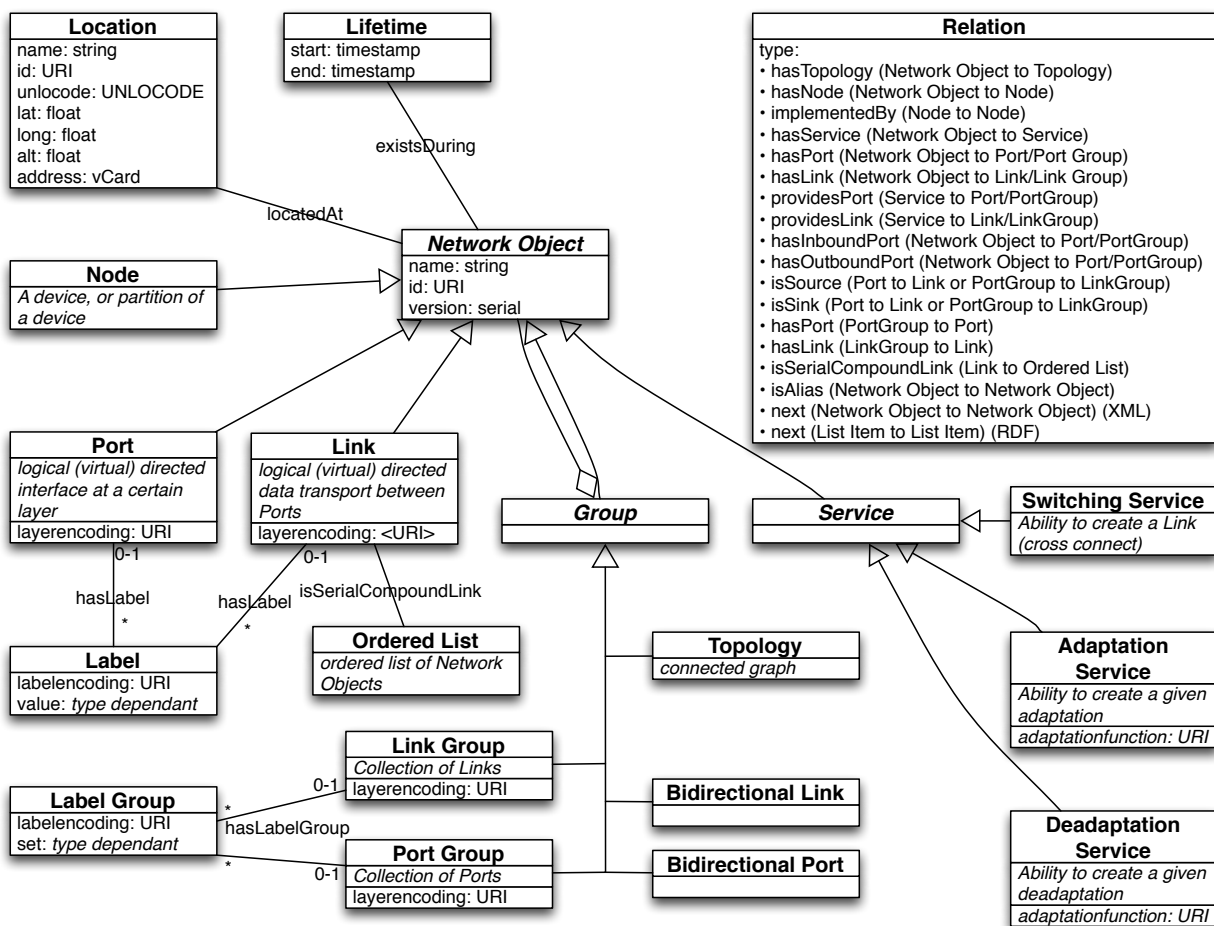 Location
name: string
id: URI
unlocode: UNLOCODE
lat: float
long: float
alt: float
address: vCard
Lifetime
start: timestamp
end: timestamp
existsDuring
locatedAt
Relation
type:
• hasTopology (Network Object to Topology)
• hasNode (Network Object to Node)
• implementedBy (Node to Node)
• hasService (Network Object to Service)
• hasPort (Network Object to Port/Port Group)
• hasLink (Network Object to Link/Link Group)
• providesPort (Service to Port/PortGroup)
• providesLink (Service to Link/LinkGroup)
• hasInboundPort (Network Object to Port/PortGroup)
• hasOutboundPort (Network Object to Port/PortGroup)
• isSource (Port to Link or PortGroup to LinkGroup)
• isSink (Port to Link or PortGroup to LinkGroup)
• hasPort (PortGroup to Port)
• hasLink (LinkGroup to Link)
• isSerialCompoundLink (Link to Ordered List)
• isAlias (Network Object to Network Object)
• next (Network Object to Network Object) (XML)
• next (List Item to List Item) (RDF)
Network Object
name: string
id: URI
version: serial
Node
A device, or partition of
a device
Port
logical (virtual) directed
interface at a certain
layer
layerencoding: URI
Link
logical (virtual) directed
data transport between
Ports
layerencoding: <URI>
Group
Service
Switching Service
Ability to create a Link
(cross connect)
0-1
hasLabel
*
0-1
hasLabel
*
isSerialCompoundLink
Label
labelencoding: URI
value: type dependant
Ordered List
ordered list of Network
Objects
Topology
connected graph
Adaptation
Service
Ability to create a given
adaptation
adaptationfunction: URI
Link Group
Collection of Links
layerencoding: URI
Label Group
labelencoding: URI
set: type dependant
*
0-1
hasLabelGroup
*
0-1
Port Group
Collection of Ports
layerencoding: URI
Bidirectional Link
Bidirectional Port
Deadaptation
Service
Ability to create a given
deadaptation
adaptationfunction: URI